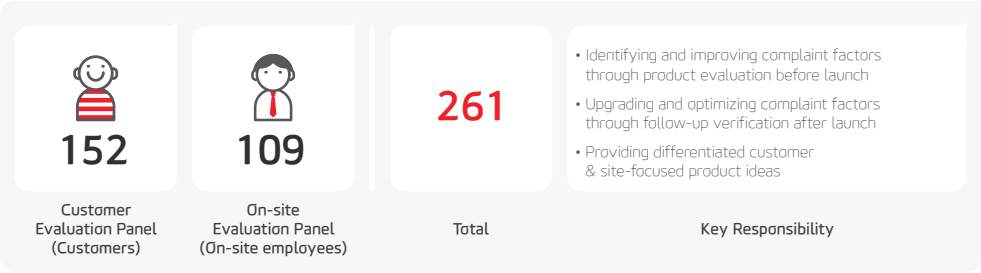 152
109
261
• Identifying and improving complaint factors
through product evaluation before launch
• Upgrading and optimizing complaint factors
through follow-up verification after launch
• Providing differentiated customer
& site-focused product ideas
Customer
Evaluation Panel
(Customers)
On-site
Evaluation Panel
(On-site employees)
Total
Key Responsibility